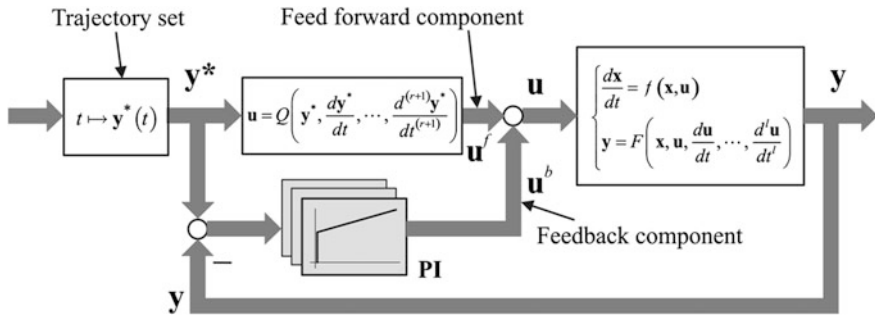 Trajectory set
Feed forward component
y*
u
y
t ↦ y*(t)
u = Q(y*, dy*/dt, ⋯, d^(r+1)y*/dt^(r+1))
{dx/dt = f(x,u)
y = F(x, u, du/dt, ⋯, d^l u/dt^l)
u^f
u^b
Feedback component
−
PI
y